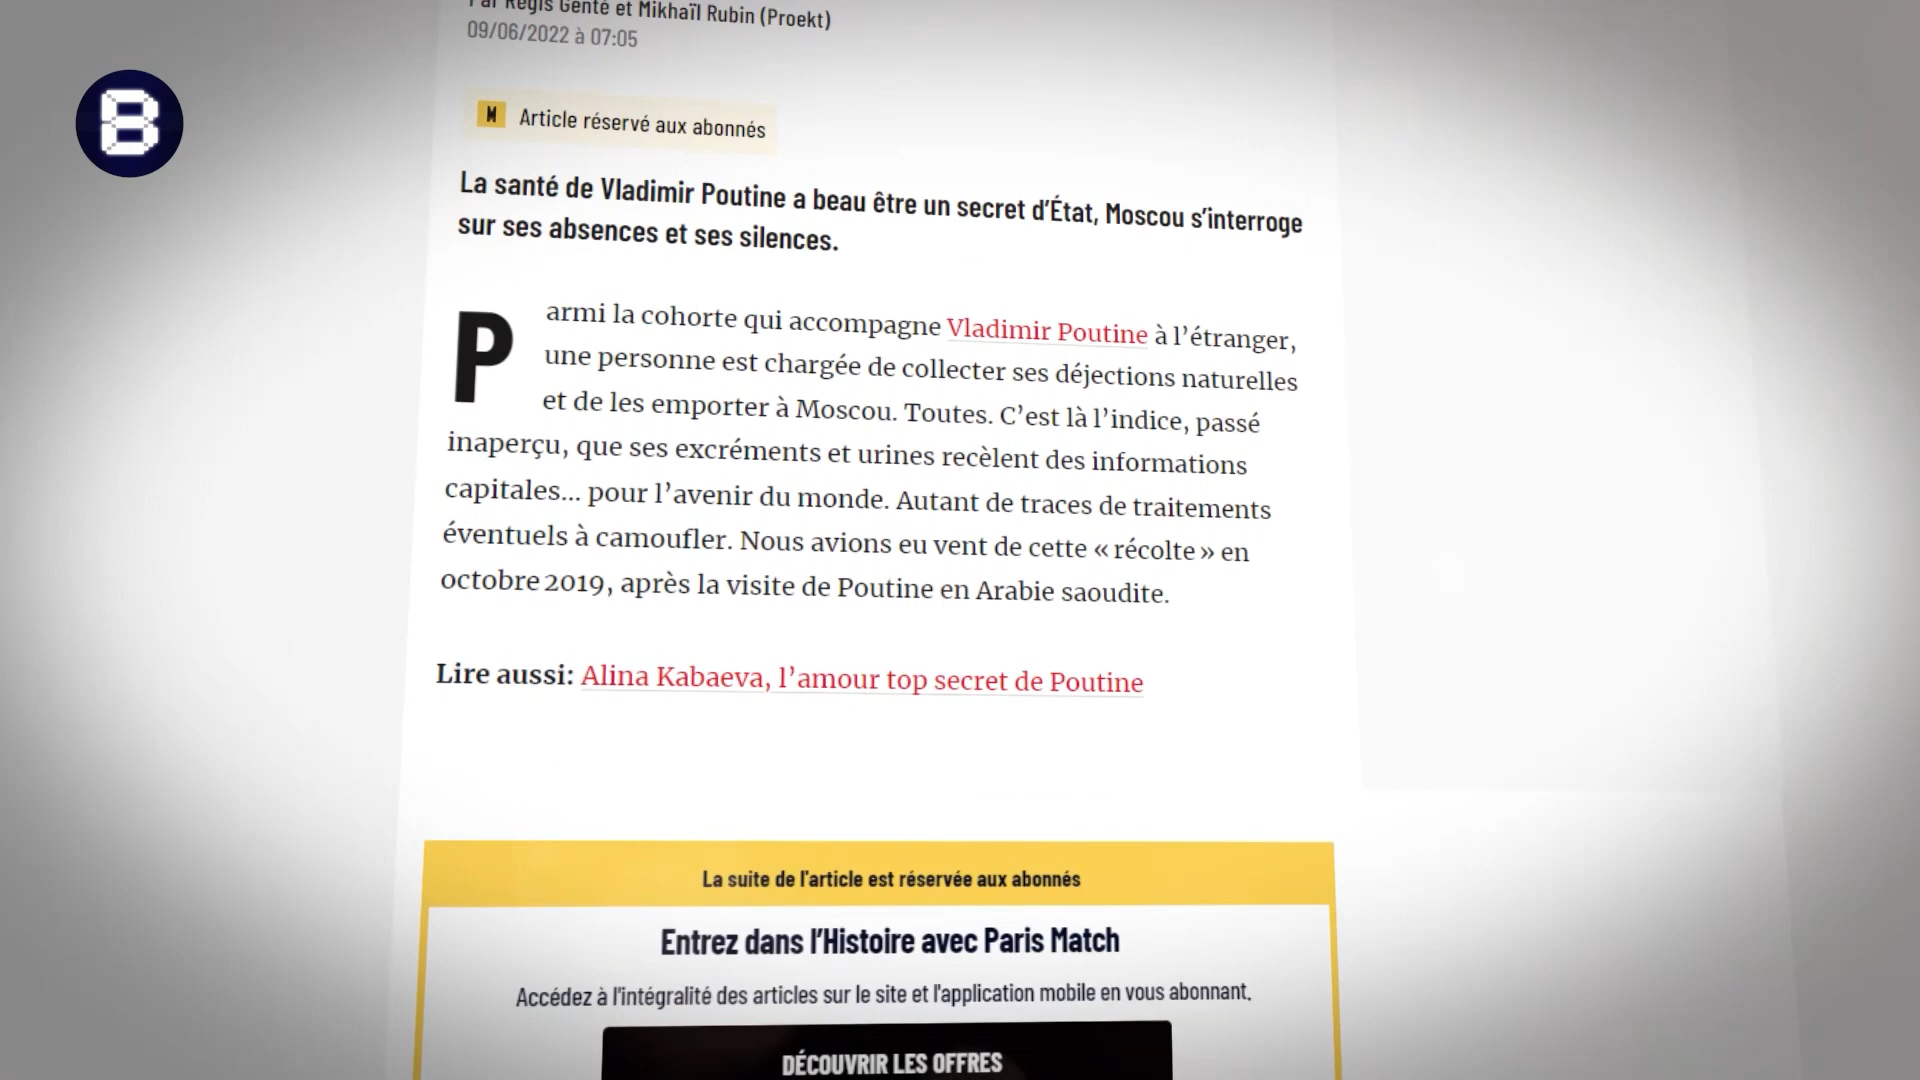 Par Régis Genté et Mikhaïl Rubin (Proekt)
09/06/2022 à 07:05
B
M Article réservé aux abonnés
La santé de Vladimir Poutine a beau être un secret d’État, Moscou s’interroge
sur ses absences et ses silences.
Parmi la cohorte qui accompagne Vladimir Poutine à l’étranger,
une personne est chargée de collecter ses déjections naturelles
et de les emporter à Moscou. Toutes. C’est là l’indice, passé
inaperçu, que ses excréments et urines recèlent des informations
capitales... pour l’avenir du monde. Autant de traces de traitements
éventuels à camoufler. Nous avions eu vent de cette « récolte » en
octobre 2019, après la visite de Poutine en Arabie saoudite.
Lire aussi: Alina Kabaeva, l’amour top secret de Poutine
La suite de l'article est réservée aux abonnés
Entrez dans l’Histoire avec Paris Match
Accédez à l'intégralité des articles sur le site et l'application mobile en vous abonnant.
DÉCOUVRIR LES OFFRES